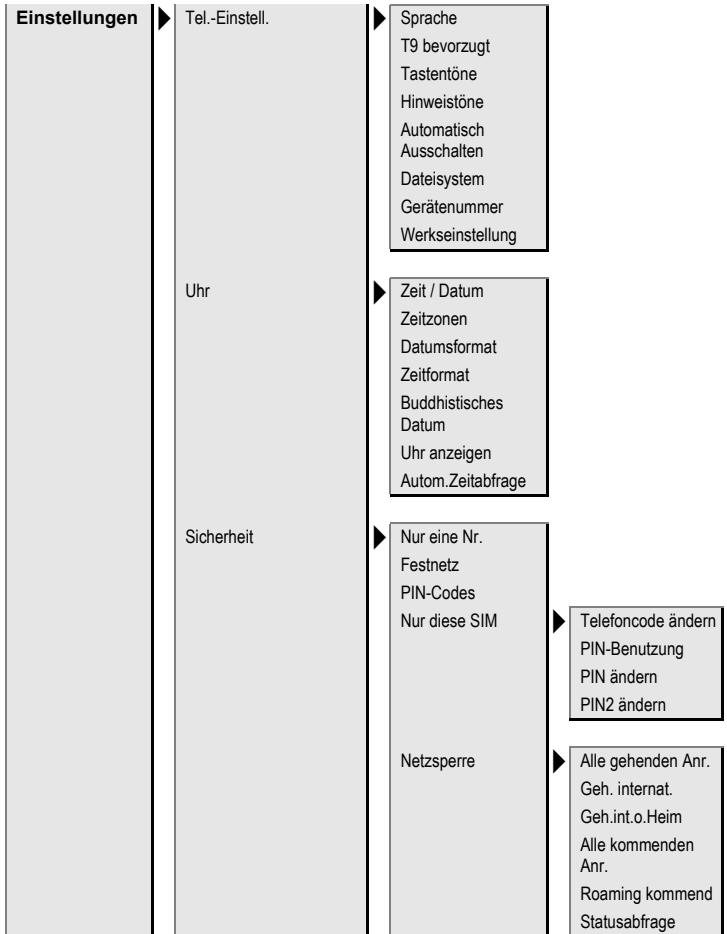 Einstellungen
Tel.-Einstell.
Sprache
T9 bevorzugt
Tastentöne
Hinweistöne
Automatisch
Ausschalten
Dateisystem
Gerätenummer
Werkseinstellung
Uhr
Zeit / Datum
Zeitzonen
Datumsformat
Zeitformat
Buddhistisches
Datum
Uhr anzeigen
Autom.Zeitabfrage
Sicherheit
Nur eine Nr.
Festnetz
PIN-Codes
Nur diese SIM
Telefoncode ändern
PIN-Benutzung
PIN ändern
PIN2 ändern
Netzsperre
Alle gehenden Anr.
Geh. internat.
Geh.int.o.Heim
Alle kommenden
Anr.
Roaming kommend
Statusabfrage